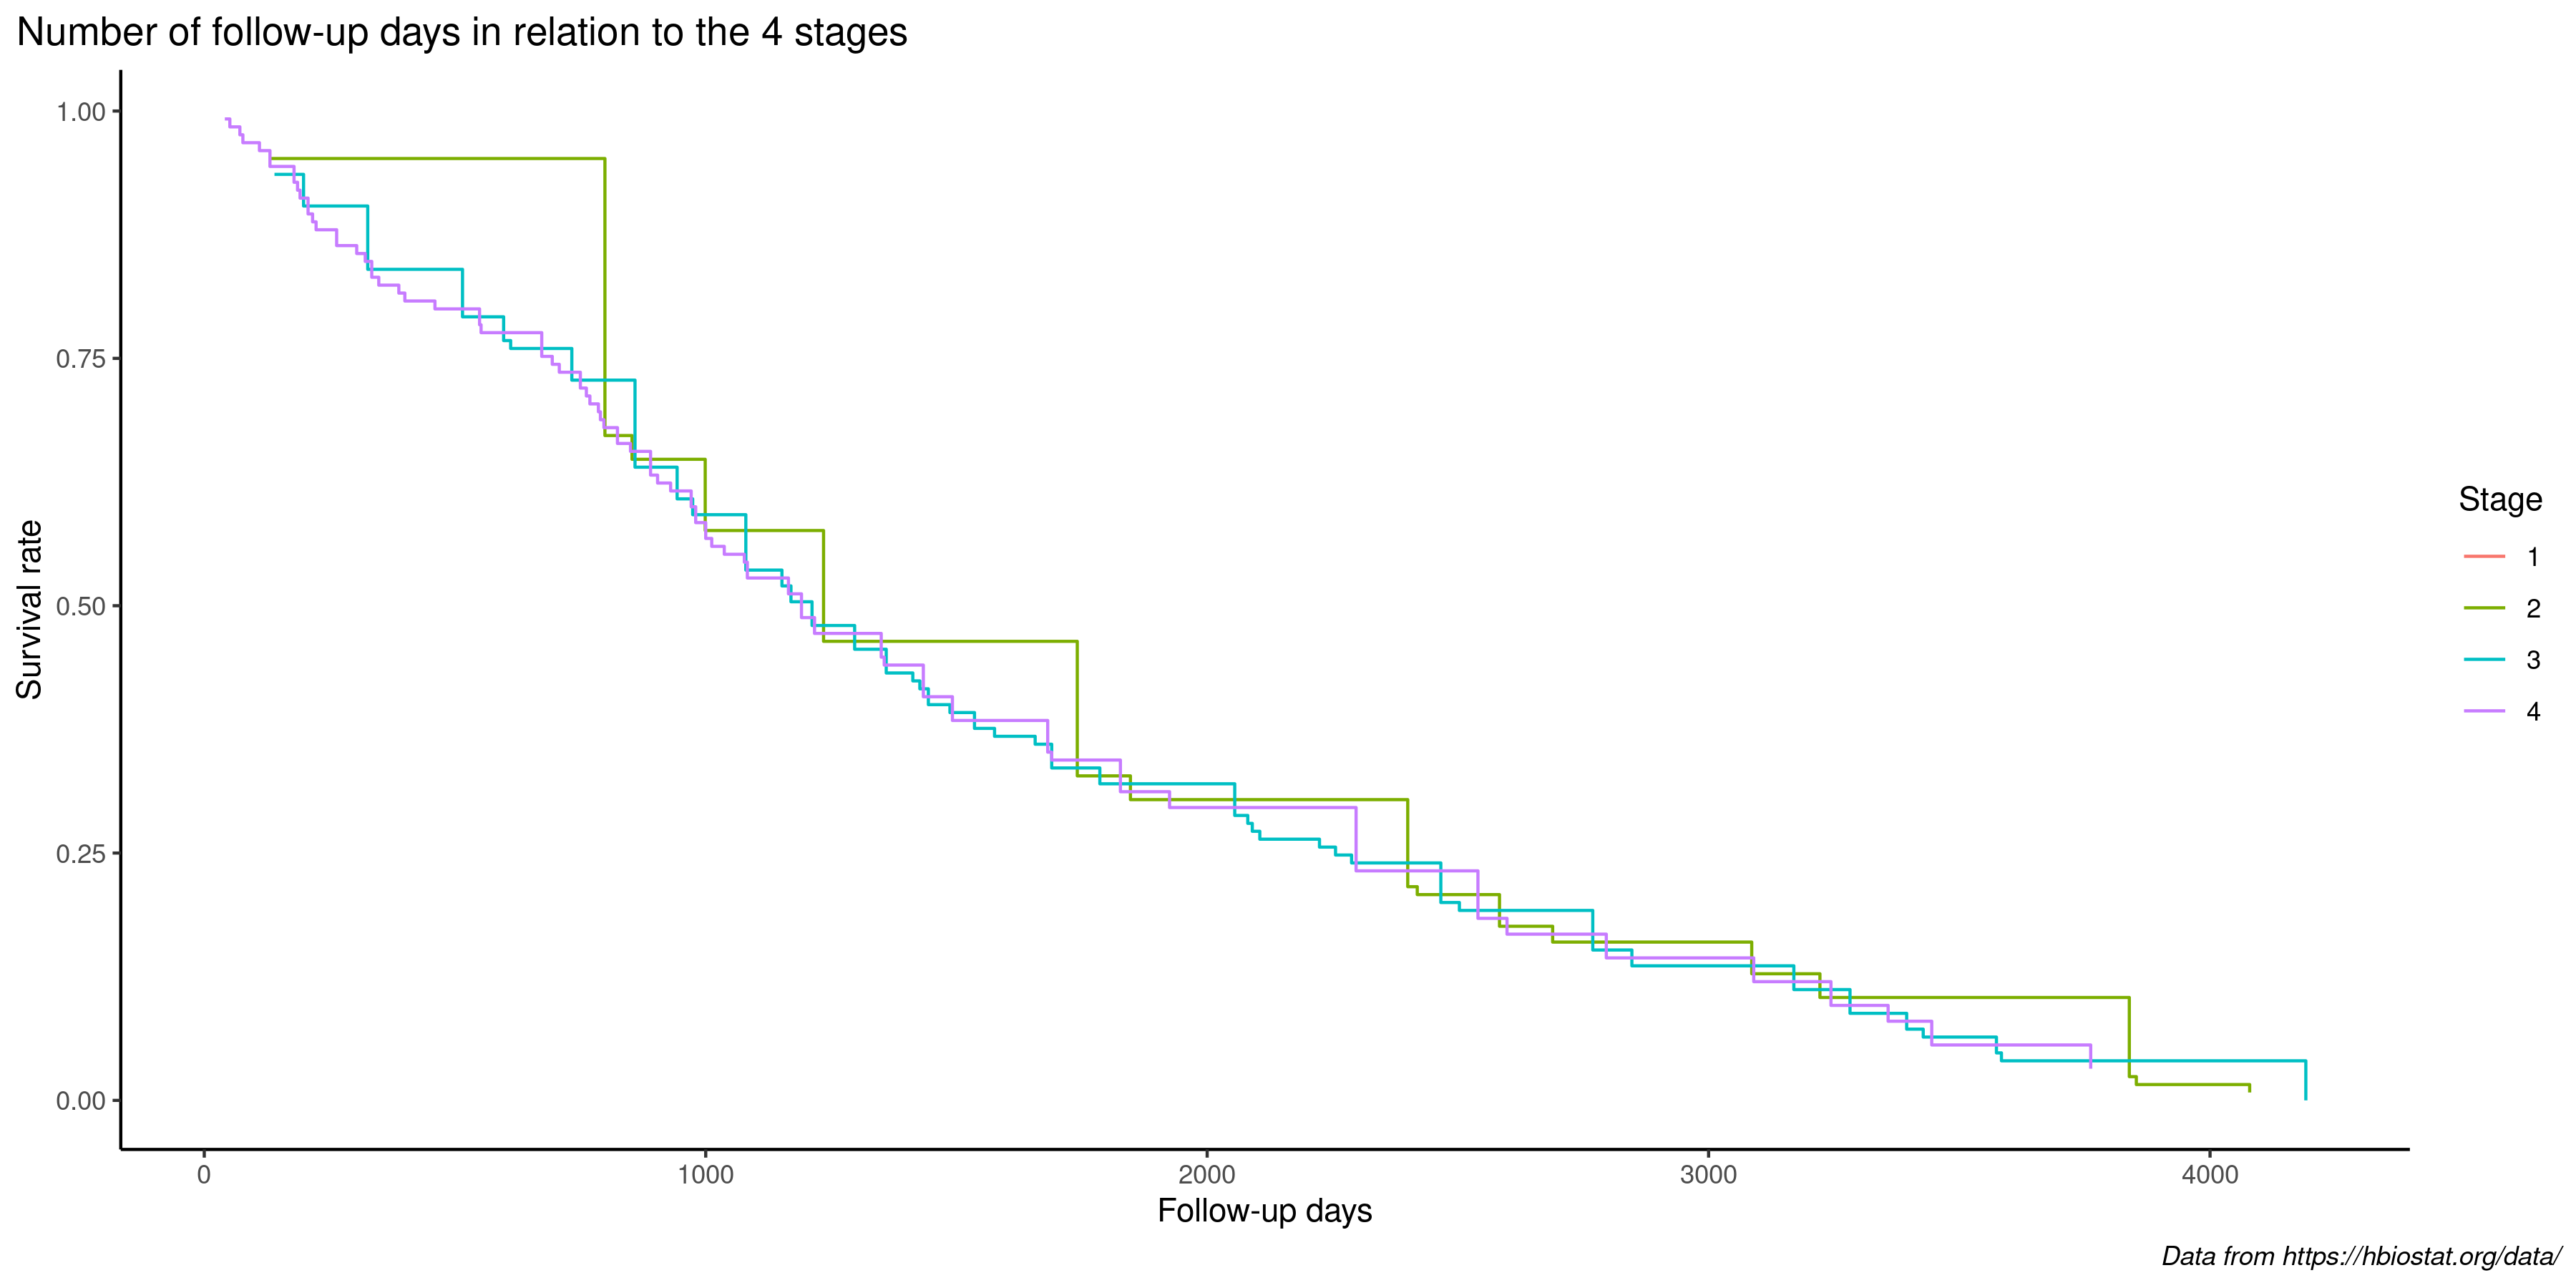 Number of follow-up days in relation to the 4 stages
1.00
0.75
0.50
0.25
0.00
Survival rate
0 1000 2000 3000 4000
Follow-up days
Stage
1
2
3
4
Data from https://hbiostat.org/data/